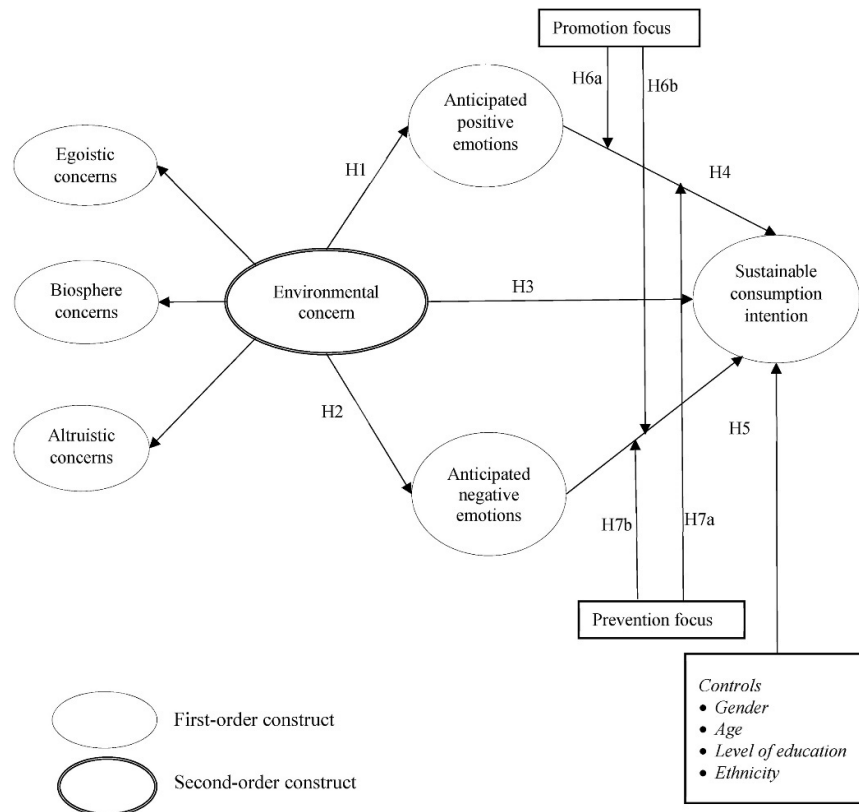 Promotion focus
H6a
H6b
Anticipated
positive
emotions
Egoistic
concerns
H1
H4
Biosphere
concerns
Environmental
concern
H3
Sustainable
consumption
intention
H2
Altruistic
concerns
H5
Anticipated
negative
emotions
H7b
H7a
Prevention focus
Controls
• Gender
• Age
• Level of education
• Ethnicity
First-order construct
Second-order construct